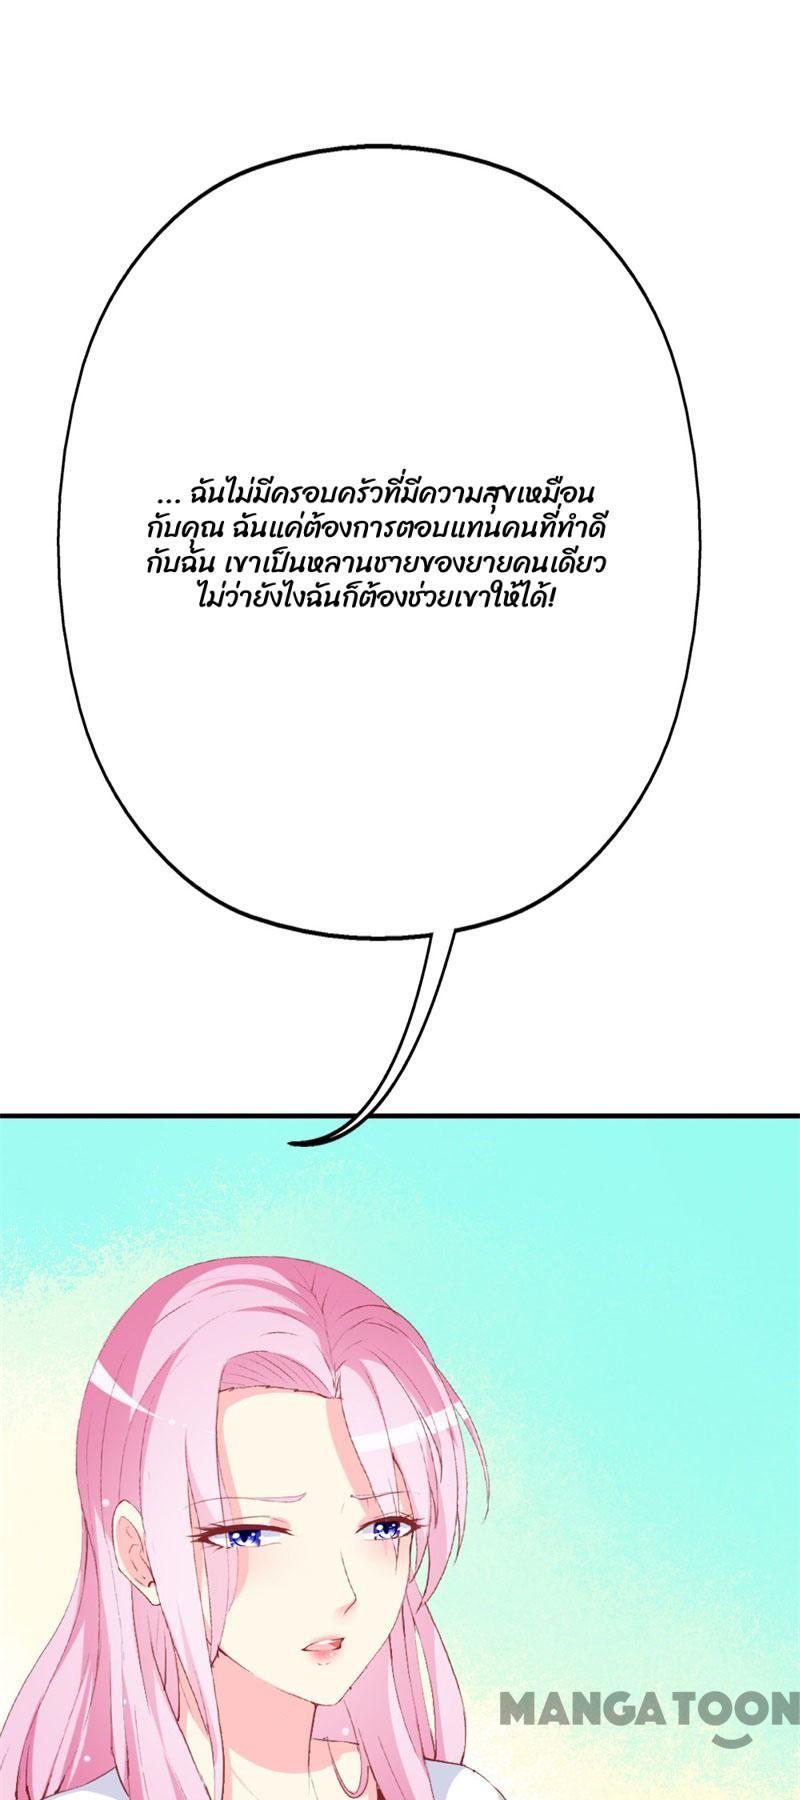 ... ฉันไม่มีครอบครัวที่มีความสุขเหมือน
กับคุณ ฉันแค่ต้องการตอบแทนคนที่ทำดี
กับฉัน เขาเป็นหลานชายของยายคนเดียว
ไม่ว่ายังไงฉันก็ต้องช่วยเขาให้ได้!
MANGATOON